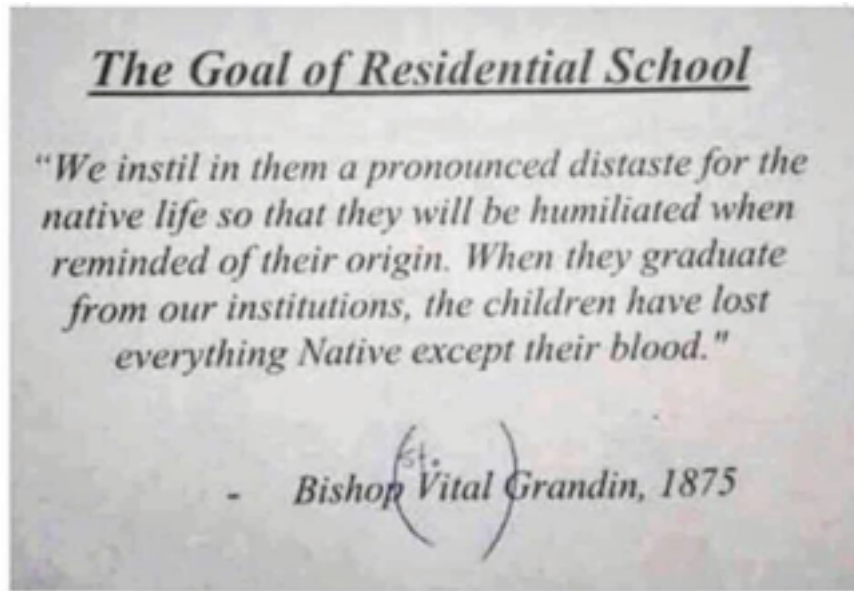 The Goal of Residential School
"We instil in them a pronounced distaste for the
native life so that they will be humiliated when
reminded of their origin. When they graduate
from our institutions, the children have lost
everything Native except their blood."
- Bishop (St. Vital) Grandin, 1875